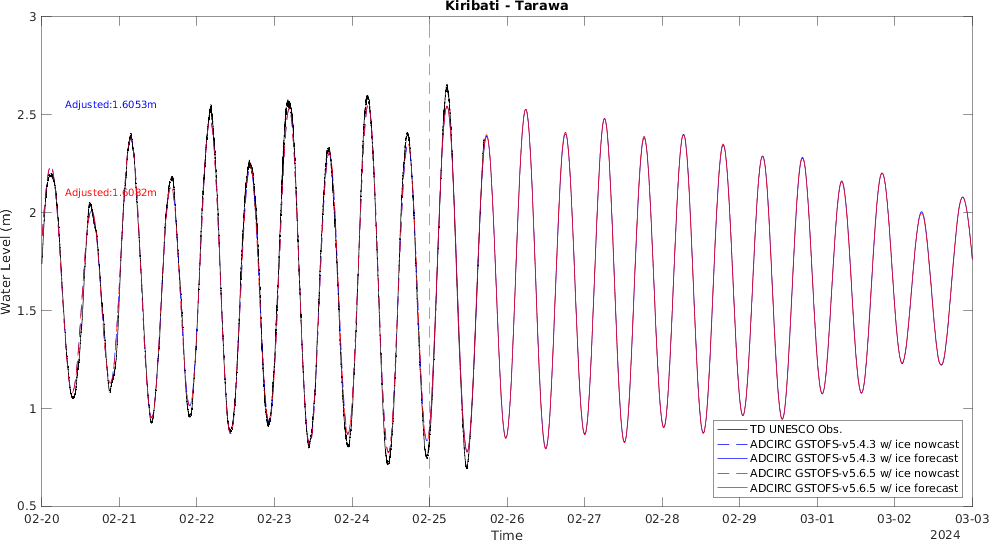 Kiribati - Tarawa
3
2.5
2
1.5
1
0.5
Water Level (m)
Adjusted:1.6053m
Adjusted:1.6082m
TD UNESCO Obs.
ADCIRC GSTOFS-v5.4.3 w/ ice nowcast
ADCIRC GSTOFS-v5.4.3 w/ ice forecast
ADCIRC GSTOFS-v5.6.5 w/ ice nowcast
ADCIRC GSTOFS-v5.6.5 w/ ice forecast
02-20 02-21 02-22 02-23 02-24 02-25 02-26 02-27 02-28 02-29 03-01 03-02 03-03
Time
2024